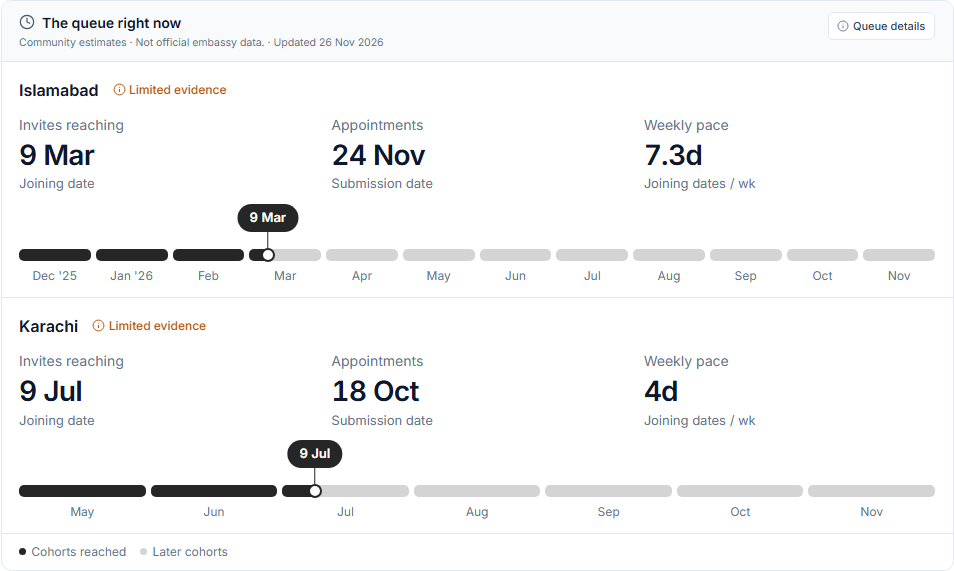 The queue right now
Community estimates · Not official embassy data. · Updated 26 Nov 2026
Queue details
Islamabad
Limited evidence
Invites reaching
9 Mar
Joining date
Appointments
24 Nov
Submission date
Weekly pace
7.3d
Joining dates / wk
9 Mar
Dec '25 Jan '26 Feb Mar Apr May Jun Jul Aug Sep Oct Nov
Karachi
Limited evidence
Invites reaching
9 Jul
Joining date
Appointments
18 Oct
Submission date
Weekly pace
4d
Joining dates / wk
9 Jul
May Jun Jul Aug Sep Oct Nov
Cohorts reached
Later cohorts